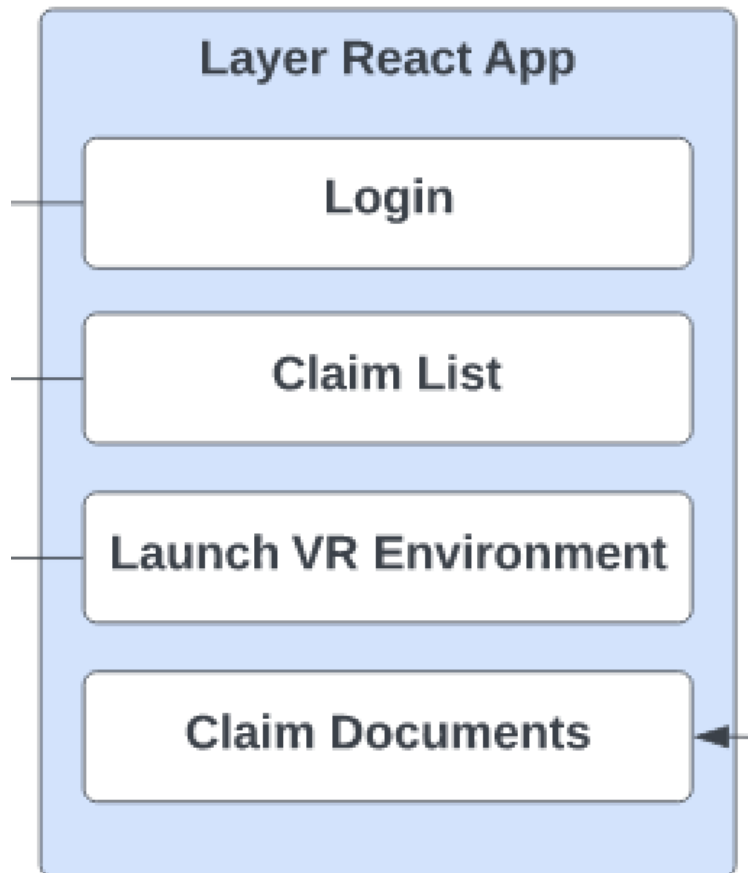 Layer React App
Login
Claim List
Launch VR Environment
Claim Documents